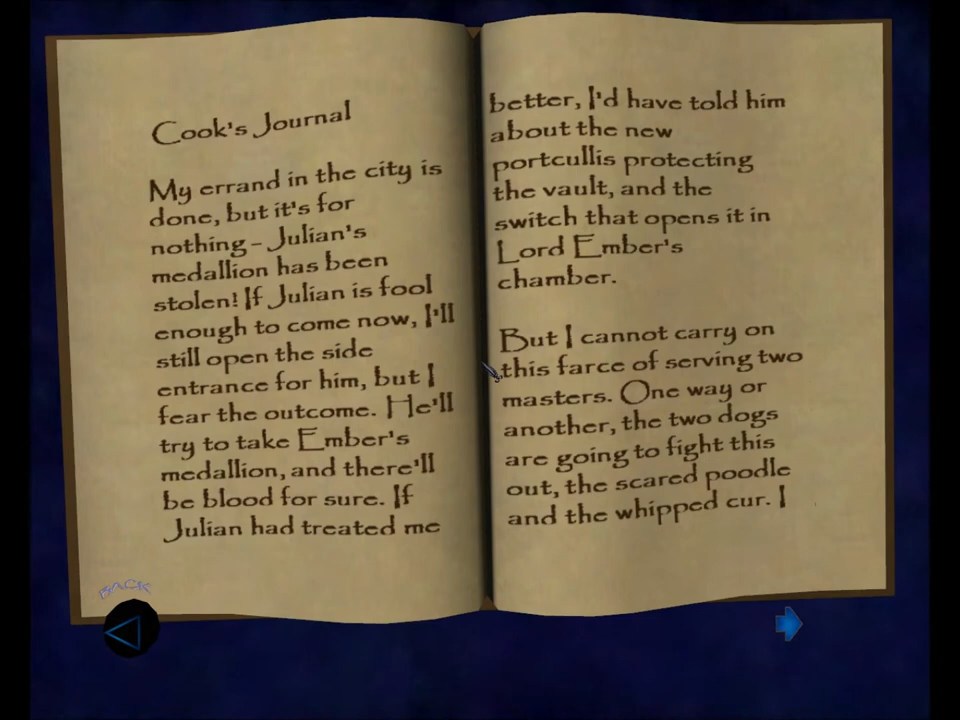 Cook's Journal
My errand in the city is
done, but it's for
nothing - Julian's
medallion has been
stolen! If Julian is fool
enough to come now, I'll
still open the side
entrance for him, but I
fear the outcome. He'll
try to take Ember's
medallion, and there'll
be blood for sure. If
Julian had treated me
better, I'd have told him
about the new
portcullis protecting
the vault, and the
switch that opens it in
Lord Ember's
chamber.
But I cannot carry on
this farce of serving two
masters. One way or
another, the two dogs
are going to fight this
out, the scared poodle
and the whipped cur. I
BACK